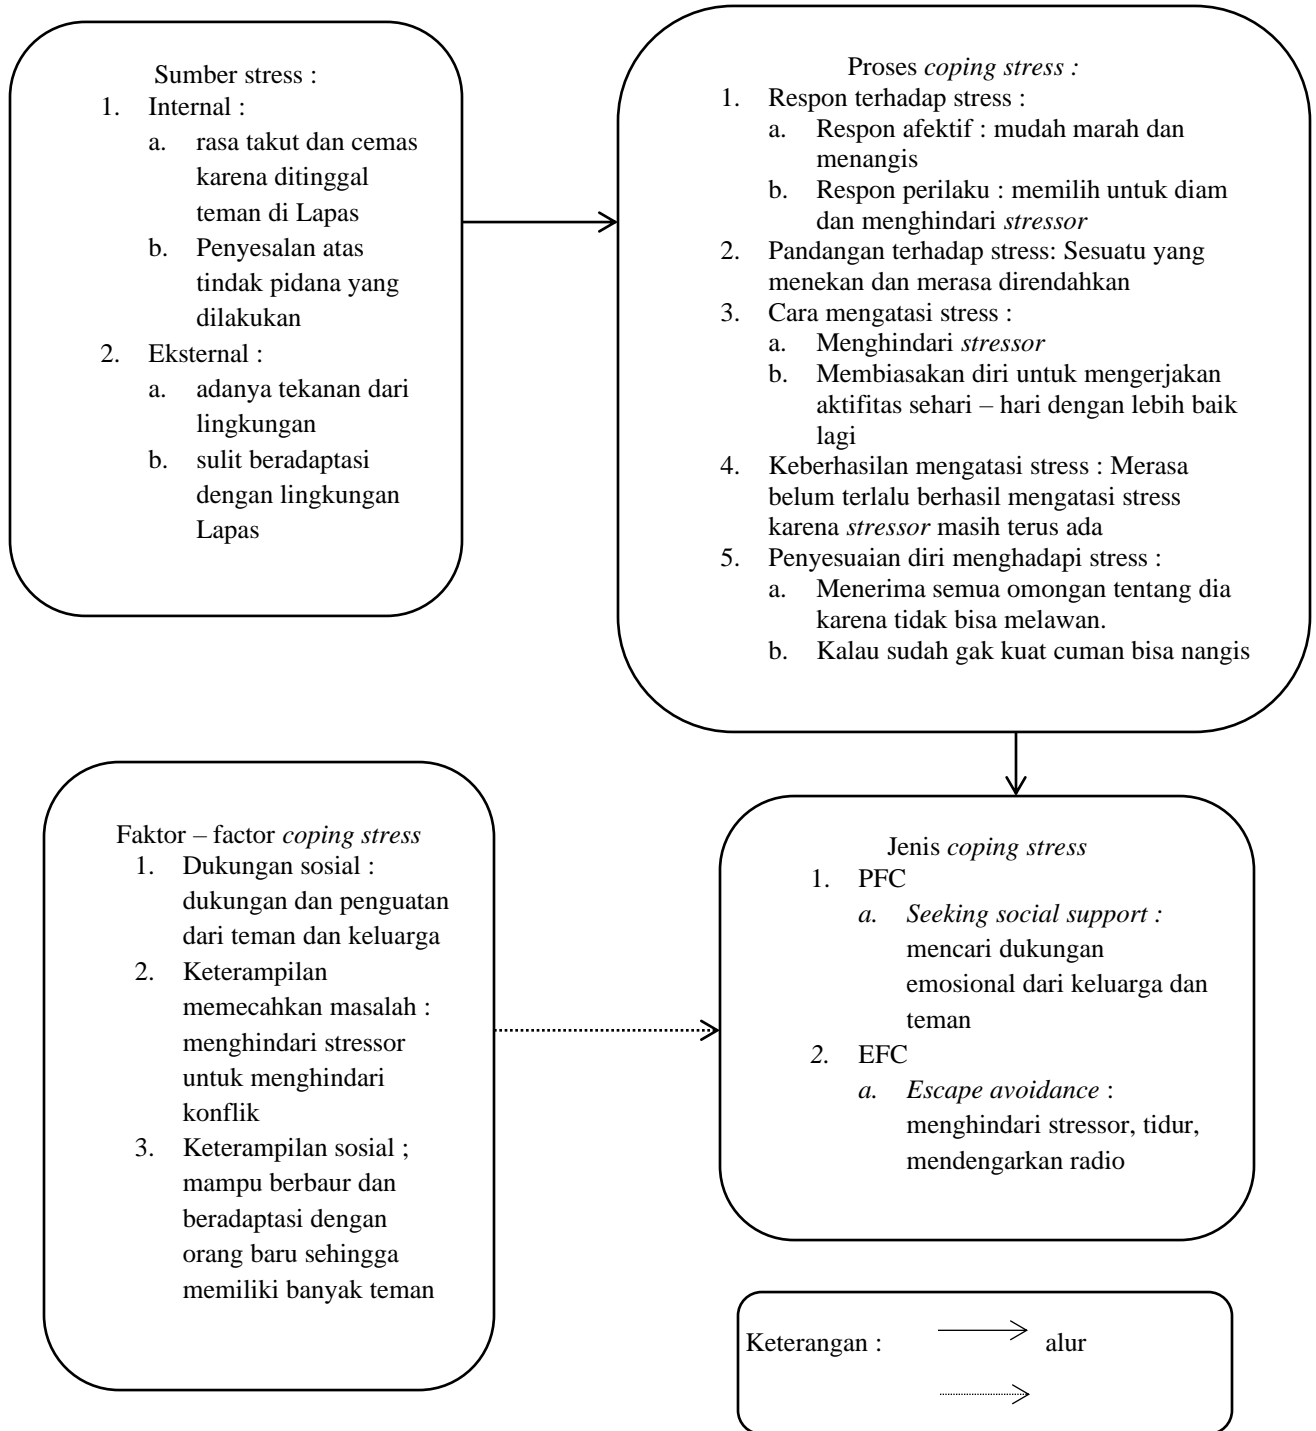 Sumber stress :
1. Internal :
a. rasa takut dan cemas
karena ditinggal
teman di Lapas
b. Penyesalan atas
tindak pidana yang
dilakukan
2. Eksternal :
a. adanya tekanan dari
lingkungan
b. sulit beradaptasi
dengan lingkungan
Lapas
Proses coping stress :
1. Respon terhadap stress :
a. Respon afektif : mudah marah dan
menangis
b. Respon perilaku : memilih untuk diam
dan menghindari stressor
2. Pandangan terhadap stress: Sesuatu yang
menekan dan merasa direndahkan
3. Cara mengatasi stress :
a. Menghindari stressor
b. Membiasakan diri untuk mengerjakan
aktifitas sehari – hari dengan lebih baik
lagi
4. Keberhasilan mengatasi stress : Merasa
belum terlalu berhasil mengatasi stress
karena stressor masih terus ada
5. Penyesuaian diri menghadapi stress :
a. Menerima semua omongan tentang dia
karena tidak bisa melawan.
b. Kalau sudah gak kuat cuman bisa nangis
Faktor – factor coping stress
1. Dukungan sosial :
dukungan dan penguatan
dari teman dan keluarga
2. Keterampilan
memecahkan masalah :
menghindari stressor
untuk menghindari
konflik
3. Keterampilan sosial ;
mampu berbaur dan
beradaptasi dengan
orang baru sehingga
memiliki banyak teman
Jenis coping stress
1. PFC
a. Seeking social support :
mencari dukungan
emosional dari keluarga dan
teman
2. EFC
a. Escape avoidance :
menghindari stressor, tidur,
mendengarkan radio
Keterangan : alur